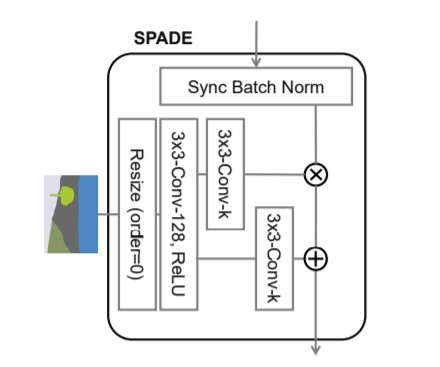 SPADE
Sync Batch Norm
Resize (order=0)
3x3-Conv-128, ReLU
3x3-Conv-k
3x3-Conv-k